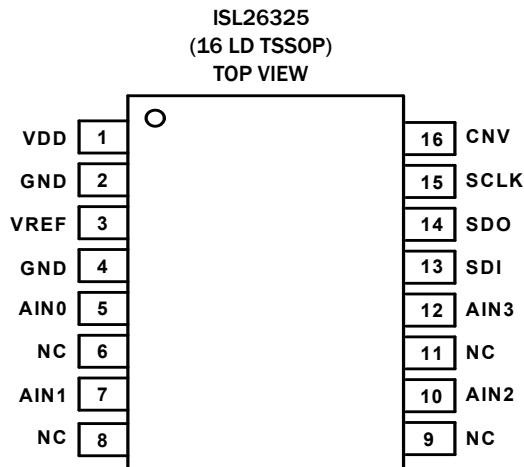 ISL26325
(16 LD TSSOP)
TOP VIEW
VDD 1 16 CNV
GND 2 15 SCLK
VREF 3 14 SDO
GND 4 13 SDI
AIN0 5 12 AIN3
NC 6 11 NC
AIN1 7 10 AIN2
NC 8 9 NC